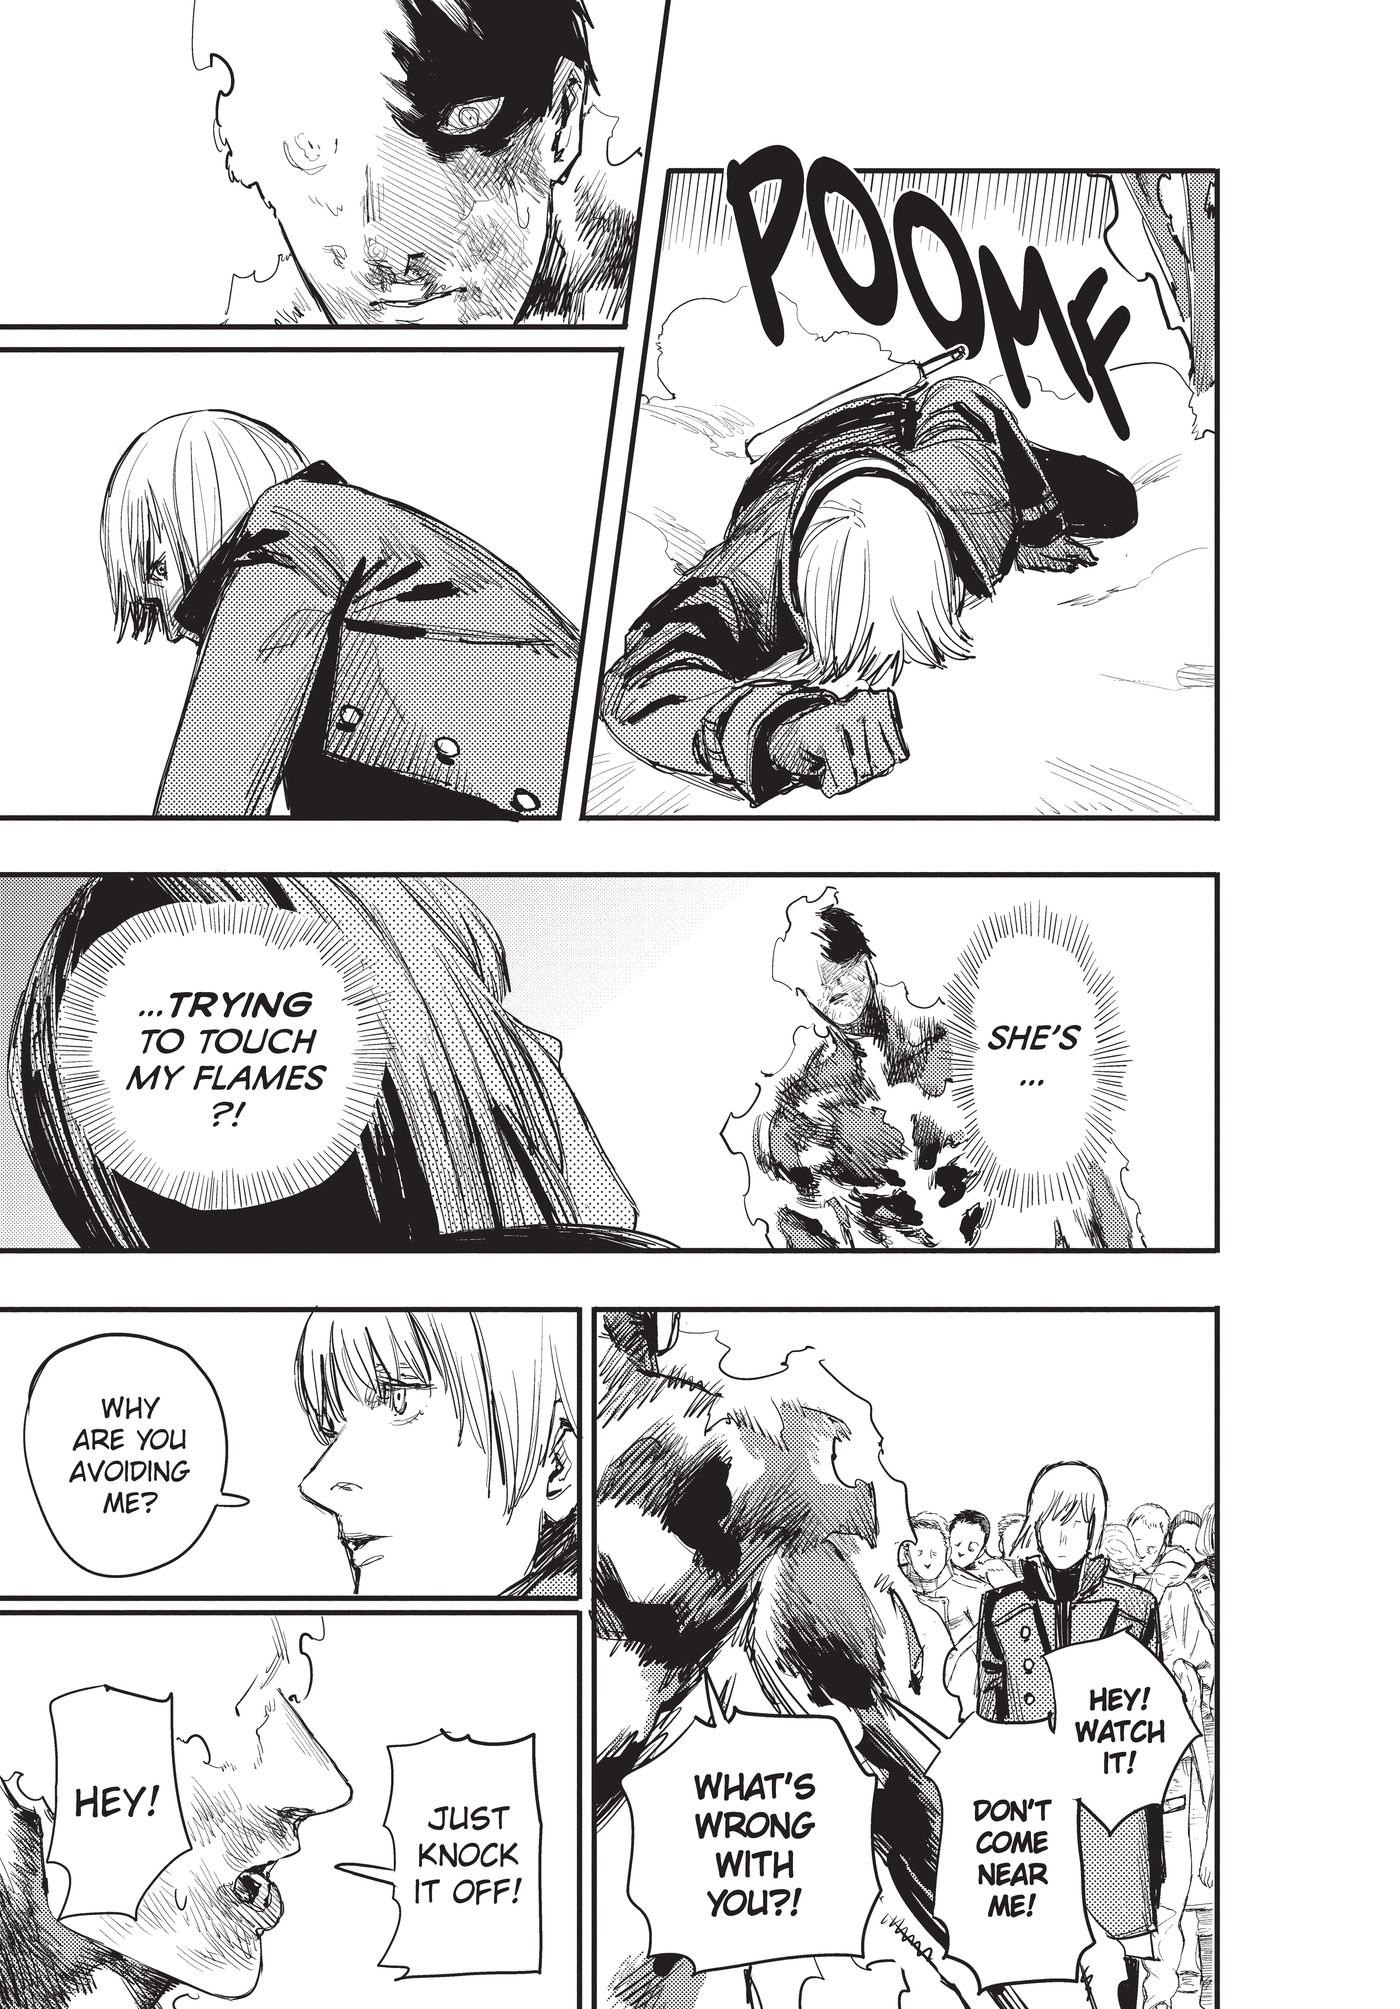 POOMF
SHE'S
...
...TRYING
TO TOUCH
MY FLAMES
?!
HEY!
WATCH
IT!
DON'T
COME
NEAR
ME!
WHAT'S
WRONG
WITH
YOU?!
WHY
ARE YOU
AVOIDING
ME?
JUST
KNOCK
IT OFF!
HEY!